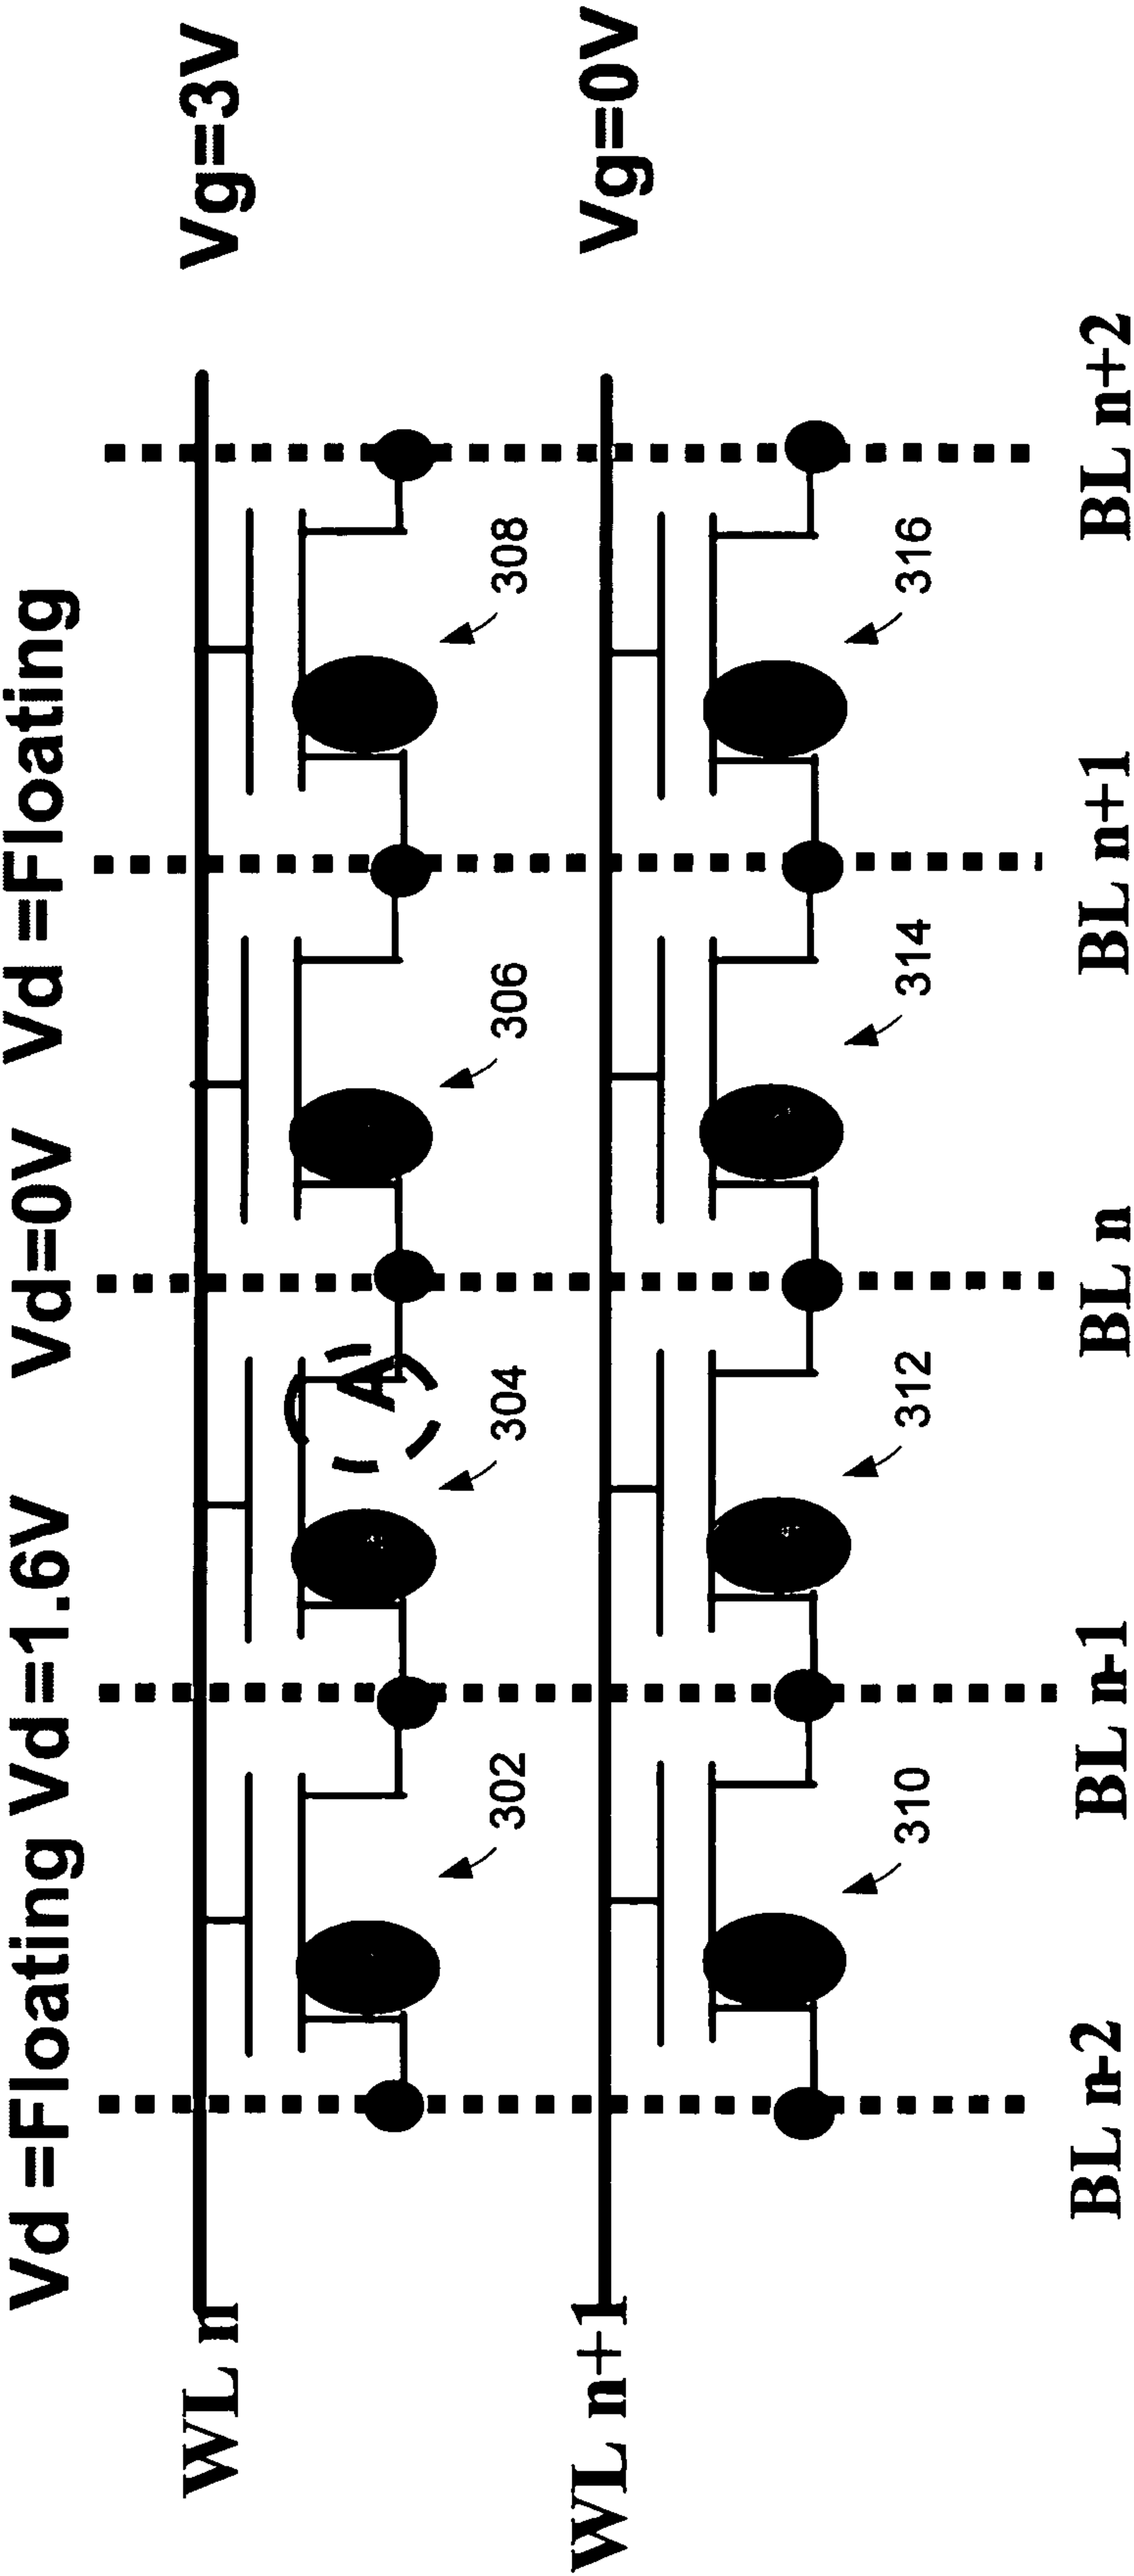 Vd =Floating Vd=1.6V Vd=0V Vd =Floating
WL n Vg=3V
A
302 304 306 308
WL n+1 Vg=0V
310 312 314 316
BL n-2 BL n-1 BL n BL n+1 BL n+2